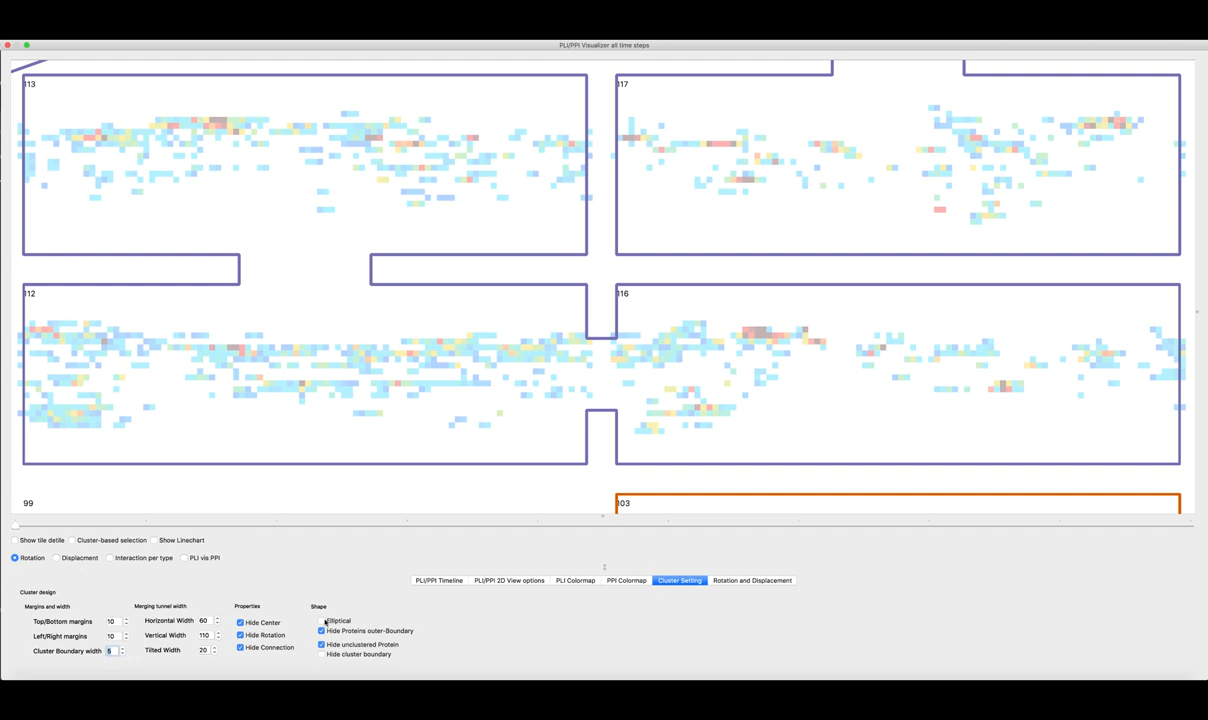 PLI/PPI Visualizer all time steps
113
117
112
116
99
103
Show tile detile Cluster-based selection Show Linechart
Rotation Displacment Interaction per type PLI vis PPI
PLI/PPI Timeline PLI/PPI 2D View options PLI Colormap PPI Colormap Cluster Setting Rotation and Displacement
Cluster design
Margins and width Merging tunnel width Properties Shape
Top/Bottom margins 10 Horizontal Width 60 Hide Center Elliptical
Left/Right margins 10 Vertical Width 110 Hide Rotation Hide Proteins outer-Boundary
Cluster Boundary width 5 Tilted Width 20 Hide Connection Hide unclustered Protein
Hide cluster boundary